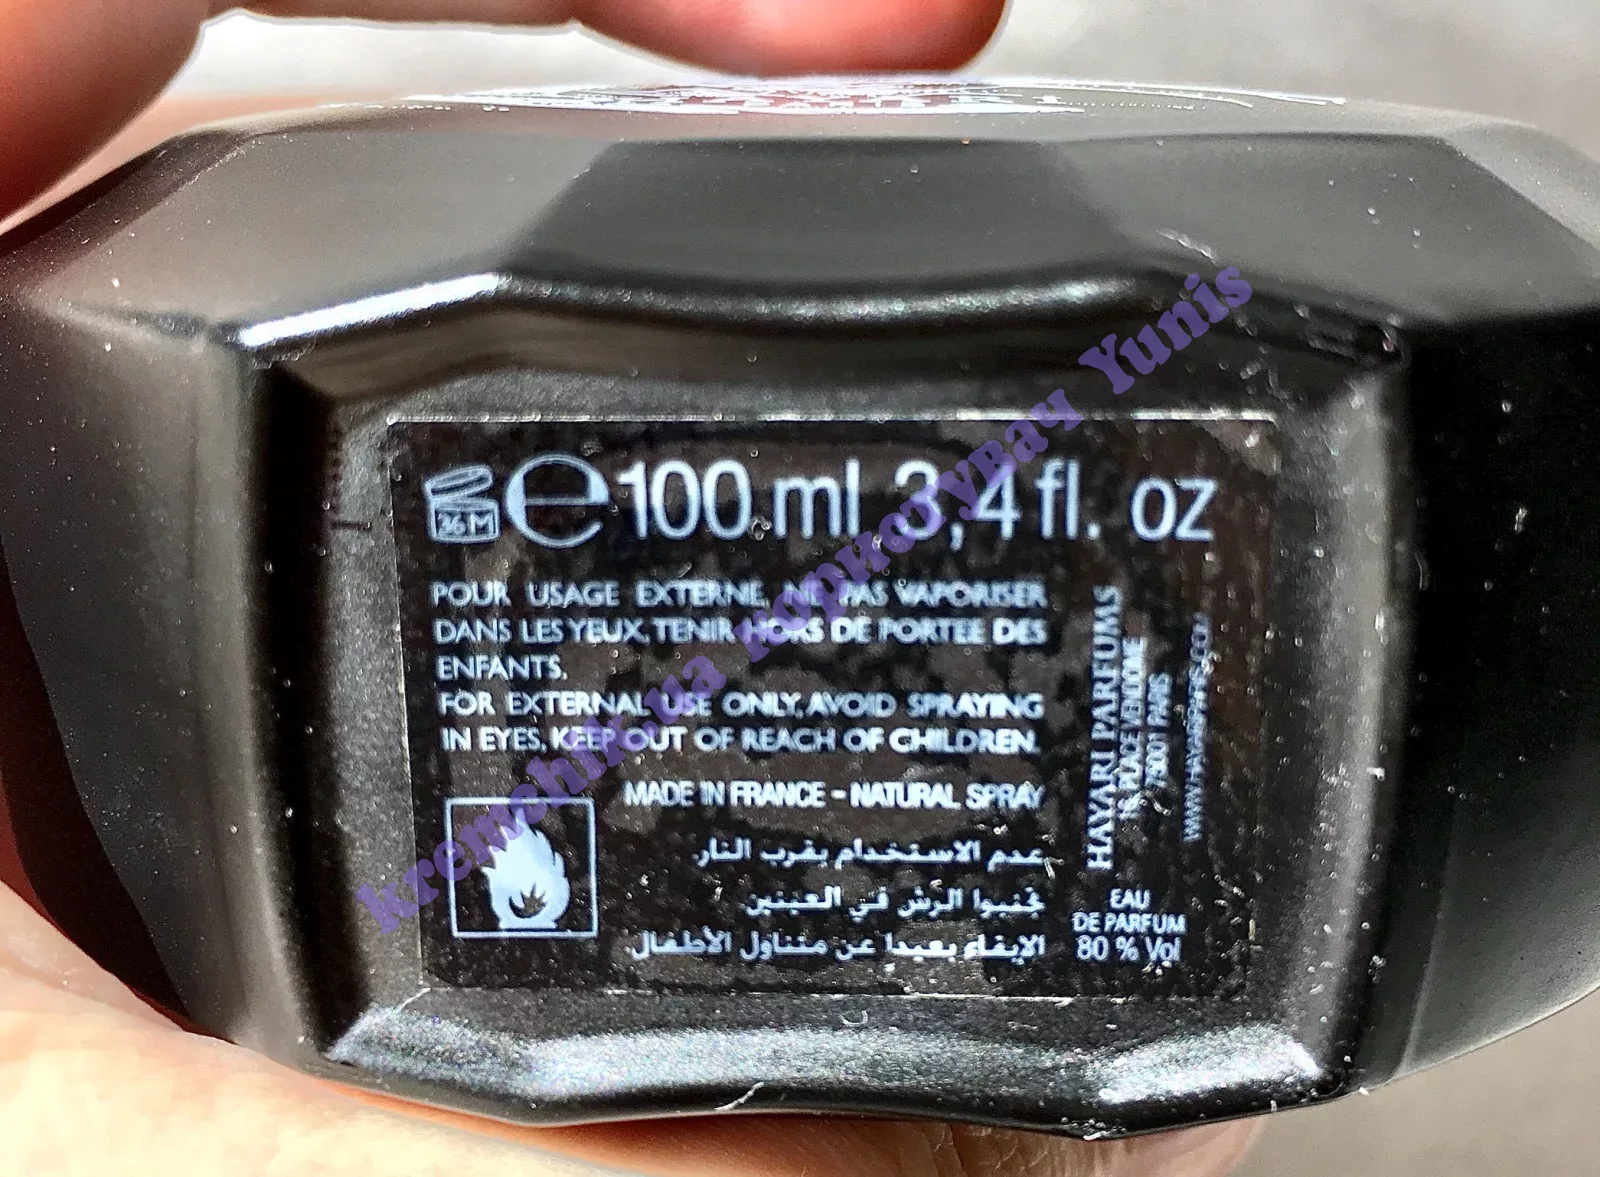 36M e 100 ml 3,4 fl. oz
POUR USAGE EXTERNE, NE PAS VAPORISER
DANS LES YEUX, TENIR HORS DE PORTEE DES
ENFANTS.
FOR EXTERNAL USE ONLY, AVOID SPRAYING
IN EYES, KEEP OUT OF REACH OF CHILDREN.
MADE IN FRANCE - NATURAL SPRAY
عدم الاستخدام بقرب النار.
تجنبوا الرش في العينين
الإبقاء بعيدا عن متناول الأطفال.
HAYARI PARFUMS
PLACE VENDOME
75001 PARIS
EAU
DE PARFUM
80 % Vol
kremchik.ua користувач Yunis